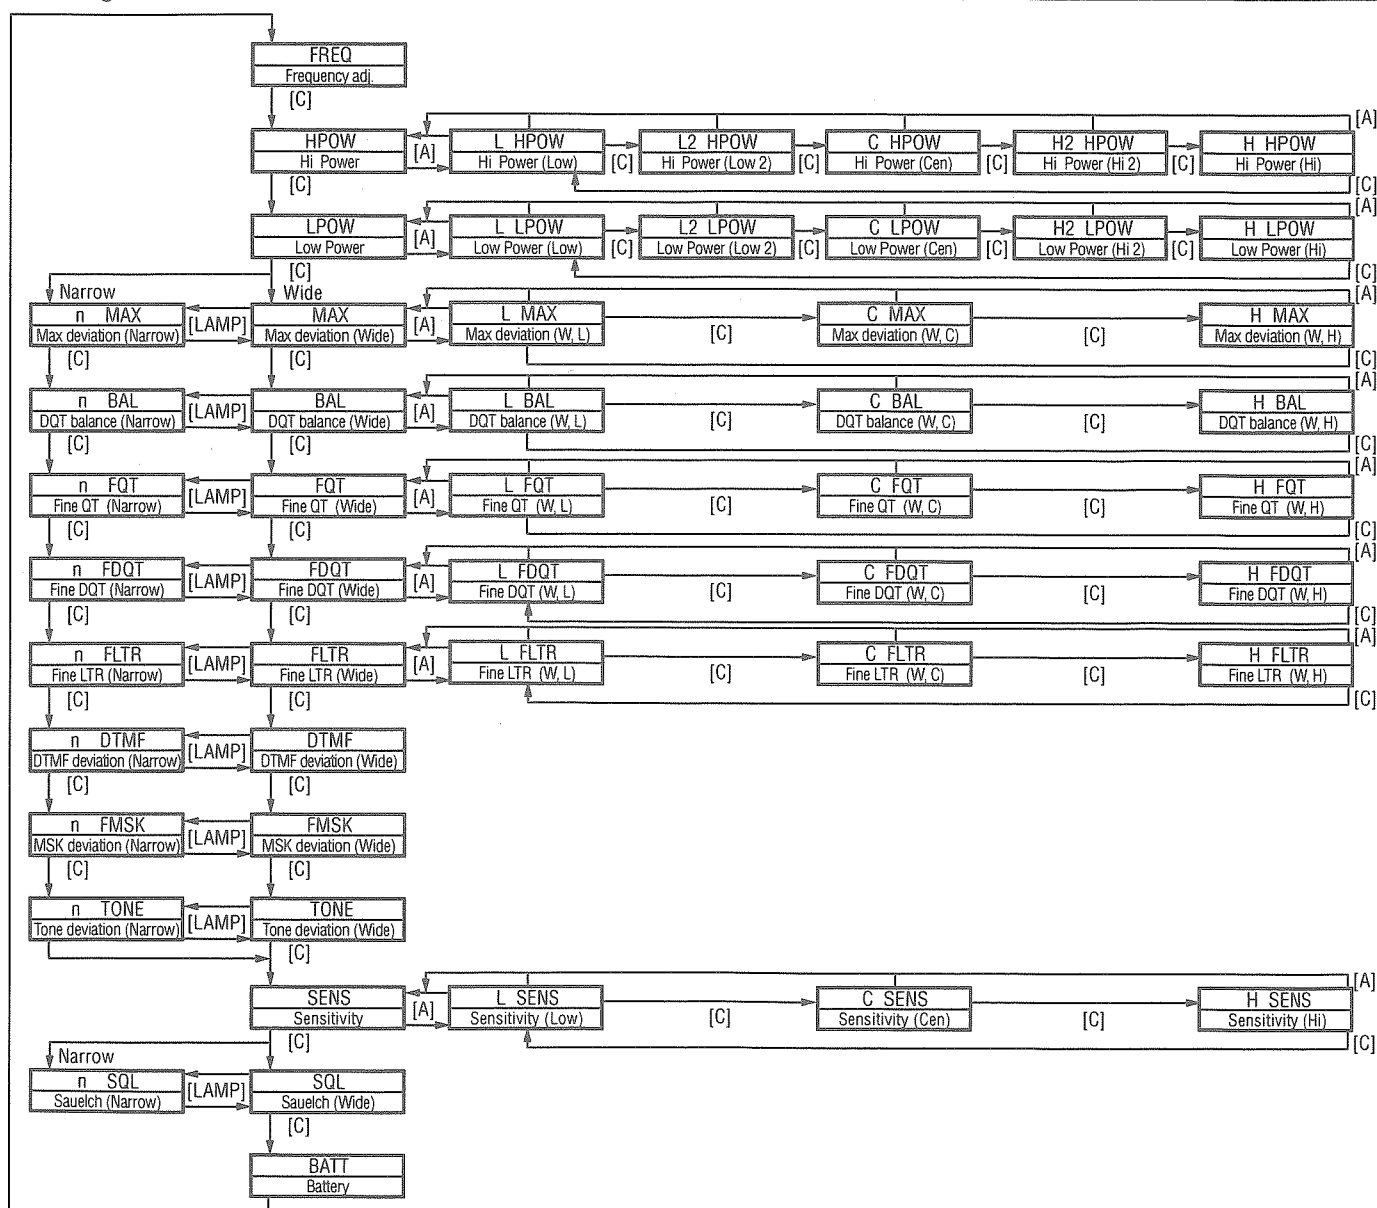 FREQ
Frequency adj.
[C]
[A]
HPOW
Hi Power
[A]
L HPOW
Hi Power (Low)
[C]
L2 HPOW
Hi Power (Low 2)
[C]
C HPOW
Hi Power (Cen)
[C]
H2 HPOW
Hi Power (Hi 2)
[C]
H HPOW
Hi Power (Hi)
[C]
[C]
[A]
LPOW
Low Power
[A]
L LPOW
Low Power (Low)
[C]
L2 LPOW
Low Power (Low 2)
[C]
C LPOW
Low Power (Cen)
[C]
H2 LPOW
Low Power (Hi 2)
[C]
H LPOW
Low Power (Hi)
[C]
[C]
Narrow
Wide
[A]
n MAX
Max deviation (Narrow)
[LAMP]
MAX
Max deviation (Wide)
[A]
L MAX
Max deviation (W, L)
[C]
C MAX
Max deviation (W, C)
[C]
H MAX
Max deviation (W, H)
[C]
[C]
[A]
n BAL
DQT balance (Narrow)
[LAMP]
BAL
DQT balance (Wide)
[A]
L BAL
DQT balance (W, L)
[C]
C BAL
DQT balance (W, C)
[C]
H BAL
DQT balance (W, H)
[C]
[C]
[A]
n FQT
Fine QT (Narrow)
[LAMP]
FQT
Fine QT (Wide)
[A]
L FQT
Fine QT (W, L)
[C]
C FQT
Fine QT (W, C)
[C]
H FQT
Fine QT (W, H)
[C]
[C]
[A]
n FDQT
Fine DQT (Narrow)
[LAMP]
FDQT
Fine DQT (Wide)
[A]
L FDQT
Fine DQT (W, L)
[C]
C FDQT
Fine DQT (W, C)
[C]
H FDQT
Fine DQT (W, H)
[C]
[C]
[A]
n FLTR
Fine LTR (Narrow)
[LAMP]
FLTR
Fine LTR (Wide)
[A]
L FLTR
Fine LTR (W, L)
[C]
C FLTR
Fine LTR (W, C)
[C]
H FLTR
Fine LTR (W, H)
[C]
[C]
[C]
n DTMF
DTMF deviation (Narrow)
[LAMP]
DTMF
DTMF deviation (Wide)
[C]
n FMSK
MSK deviation (Narrow)
[LAMP]
FMSK
MSK deviation (Wide)
[C]
[C]
n TONE
Tone deviation (Narrow)
[LAMP]
TONE
Tone deviation (Wide)
[C]
[A]
SENS
Sensitivity
[A]
L SENS
Sensitivity (Low)
[C]
C SENS
Sensitivity (Cen)
[C]
H SENS
Sensitivity (Hi)
[C]
[C]
Narrow
n SQL
Sauelch (Narrow)
[LAMP]
SQL
Sauelch (Wide)
[C]
BATT
Battery